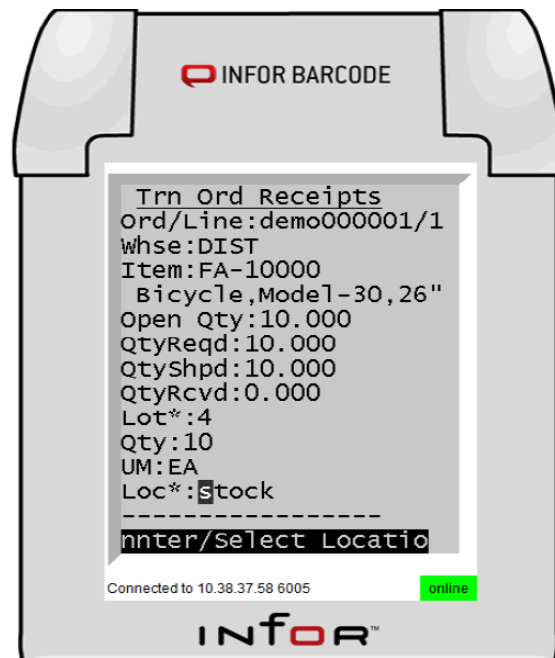 INFOR BARCODE
Trn Ord Receipts
Ord/Line:demo000001/1
Whse:DIST
Item:FA-10000
Bicycle,Model-30,26"
Open Qty:10.000
QtyReqd:10.000
QtyShpd:10.000
QtyRcvd:0.000
Lot*:4
Qty:10
UM:EA
Loc*:stock
-----------------
nnter/Select Locatio
Connected to 10.38.37.58 6005 online
INFOR™